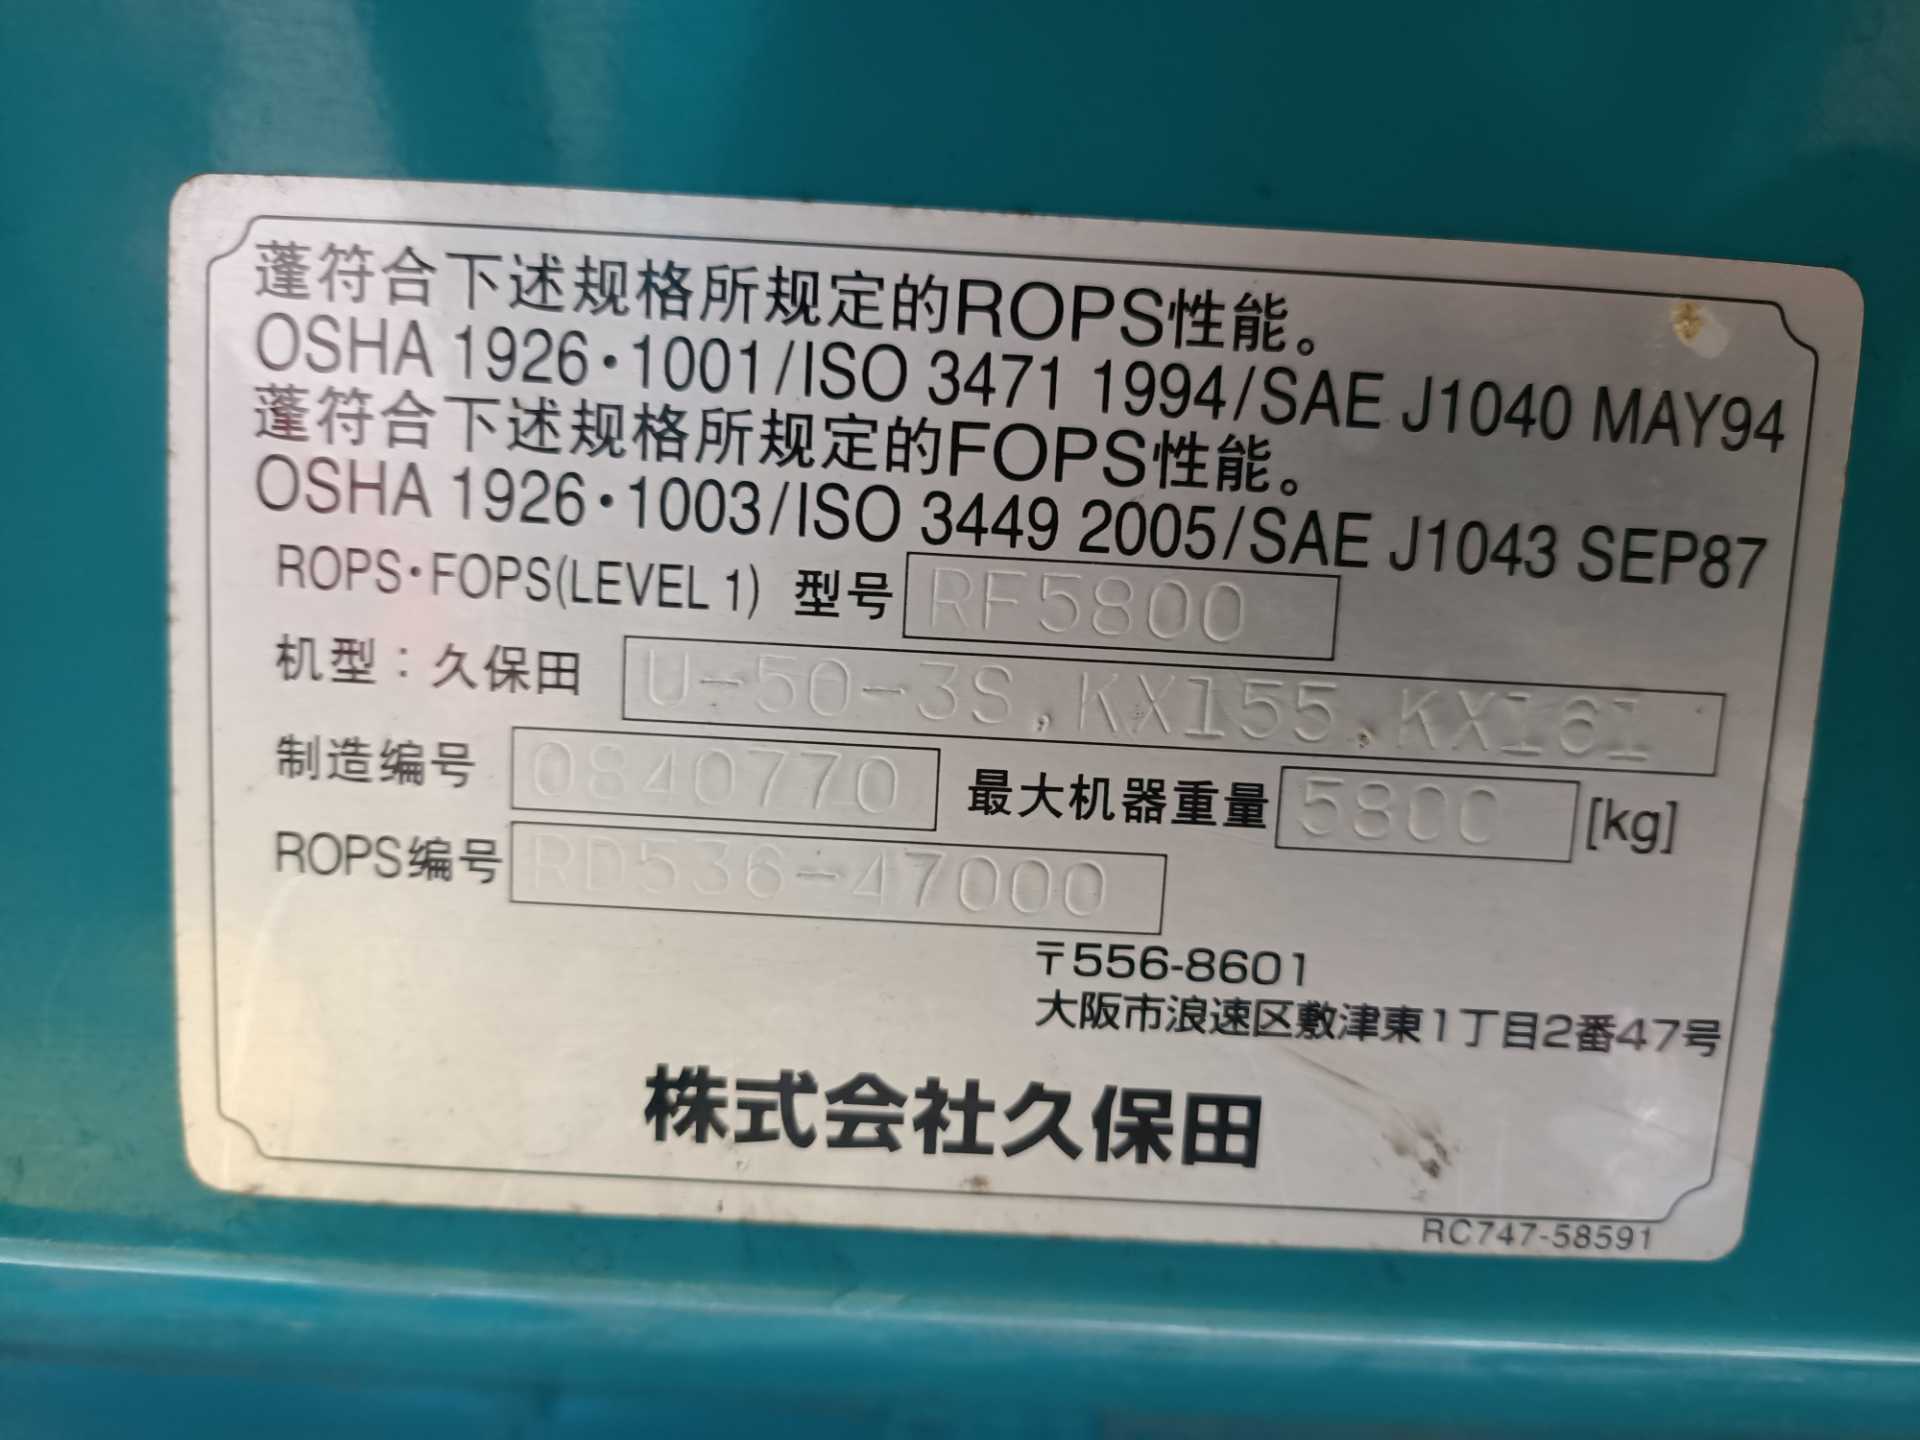 蓬符合下述规格所规定的ROPS性能。
OSHA 1926・1001/ISO 3471 1994/SAE J1040 MAY94
蓬符合下述规格所规定的FOPS性能。
OSHA 1926・1003/ISO 3449 2005/SAE J1043 SEP87
ROPS・FOPS(LEVEL 1) 型号 RF5800
机型：久保田 U-50-3S,KX155,KX161
制造编号 0840770 最大机器重量 5800 [kg]
ROPS编号 RD536-47000
〒556-8601
大阪市浪速区敷津東1丁目2番47号
株式会社久保田
RC747-58591